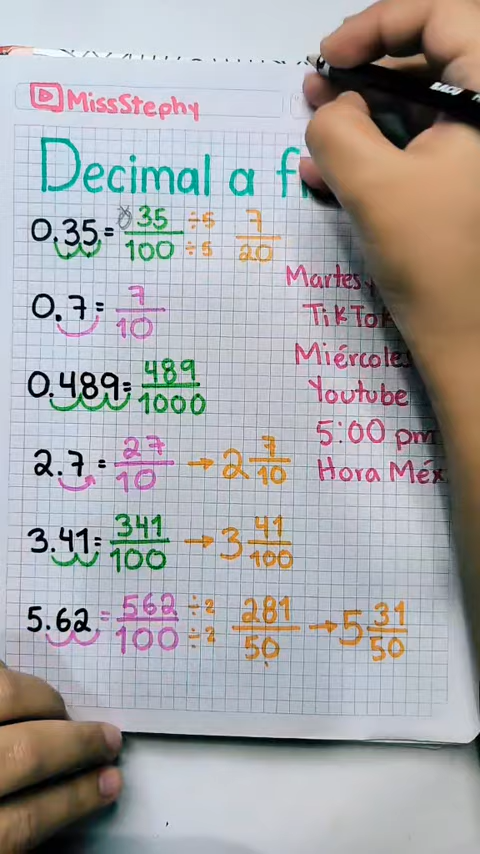 MissStephy
Decimal a f
0.35 = 035/100 ÷5/÷5 7/20
0.7 = 7/10
0.489 = 489/1000
2.7 = 27/10 → 2 7/10
3.41 = 341/100 → 3 41/100
5.62 = 562/100 ÷2/÷2 281/50 → 5 31/50
Martes y
TikTok
Miércoles
Youtube
5:00 pm
Hora Méx